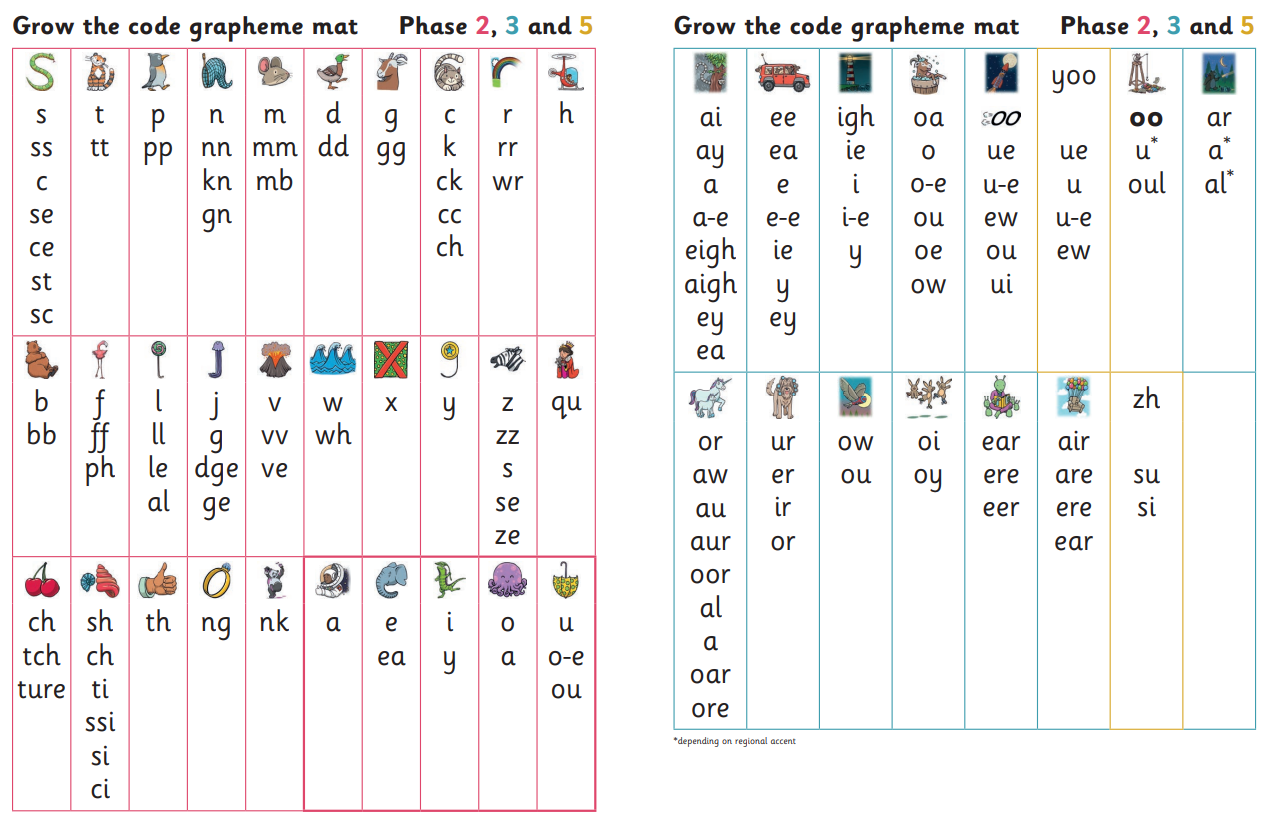 Grow the code grapheme mat Phase 2, 3 and 5
s t p n m d g c r h
ss tt pp nn mm dd gg k rr
c kn mb ck wr
se gn cc
ce ch
st
sc
b f l j v w x y z qu
bb ff ll g vv wh zz
ph le dge ve s
al ge se
ze
ch sh th ng nk a e i o u
tch ch ea y a o-e
ture ti ou
ssi
si
ci
Grow the code grapheme mat Phase 2, 3 and 5
yoo
ai ee igh oa oo oo ar
ay ea ie o ue ue u* a*
a e i o-e u-e u oul al*
a-e e-e i-e ou ew u-e
eigh ie y oe ou ew
aigh y ow ui
ey ey
ea
zh
or ur ow oi ear air
aw er ou oy ere are su
au ir eer ere si
aur or ear
oor
al
a
oar
ore
*depending on regional accent